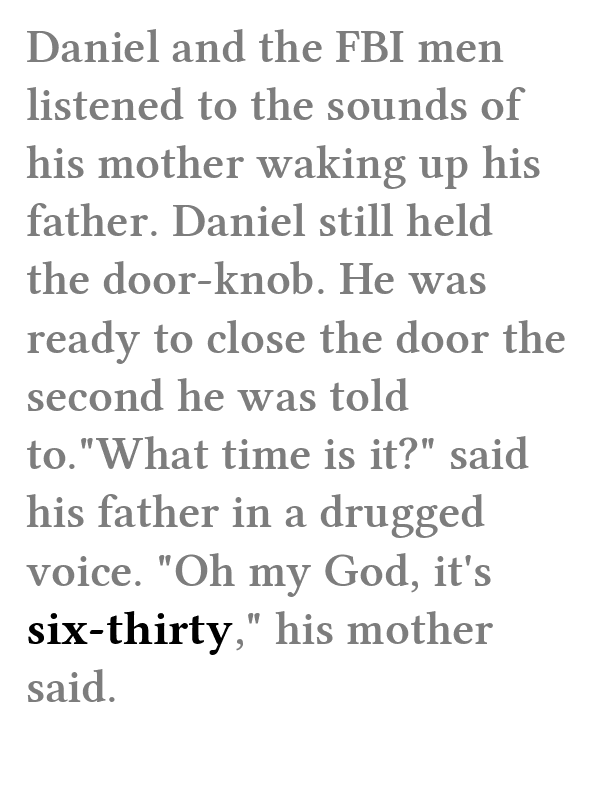 Daniel and the FBI men
listened to the sounds of
his mother waking up his
father. Daniel still held
the door-knob. He was
ready to close the door the
second he was told
to."What time is it?" said
his father in a drugged
voice. "Oh my God, it's
six-thirty," his mother
said.